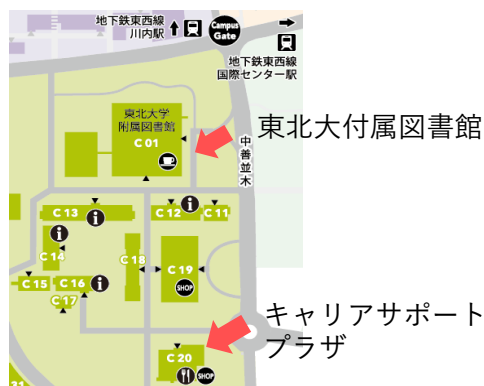 地下鉄東西線
川内駅
Campus
Gate
地下鉄東西線
国際センター駅
東北大学
附属図書館
C 01
東北大付属図書館
中善並木
C 13
C 12
C 11
C 14
C 18
C 19
SHOP
C 15
C 16
C 17
キャリアサポート
プラザ
C 20
SHOP
31